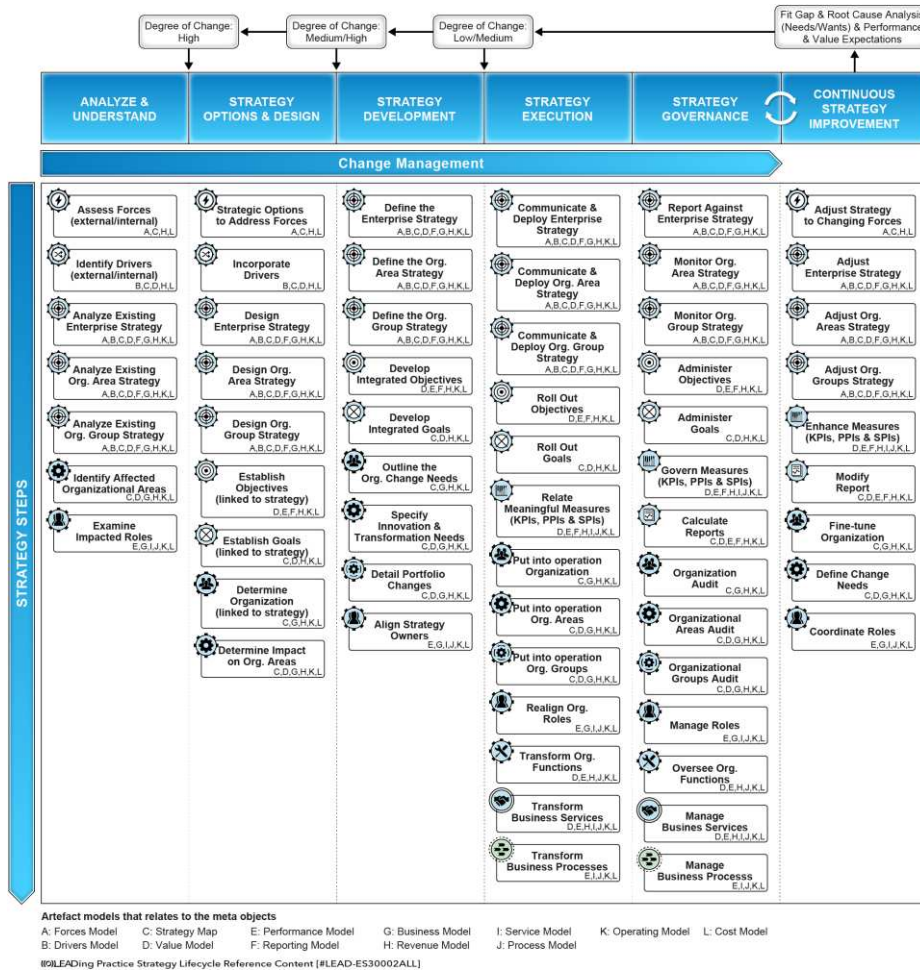 Degree of Change:
High
Degree of Change:
Medium/High
Degree of Change:
Low/Medium
Fit Gap & Root Cause Analysis
(Needs/Wants) & Performance
& Value Expectations
ANALYZE &
UNDERSTAND
STRATEGY
OPTIONS & DESIGN
STRATEGY
DEVELOPMENT
STRATEGY
EXECUTION
STRATEGY
GOVERNANCE
CONTINUOUS
STRATEGY
IMPROVEMENT
Change Management
STRATEGY STEPS
Assess Forces
(external/internal)
A,C,H,L
Identify Drivers
(external/internal)
B,C,D,H,L
Analyze Existing
Enterprise Strategy
A,B,C,D,F,G,H,K,L
Analyze Existing
Org. Area Strategy
A,B,C,D,F,G,H,K,L
Analyze Existing
Org. Group Strategy
A,B,C,D,F,G,H,K,L
Identify Affected
Organizational Areas
C,D,G,H,K,L
Examine
Impacted Roles
E,G,I,J,K,L
Strategic Options
to Address Forces
A,C,H,L
Incorporate
Drivers
B,C,D,H,L
Design
Enterprise Strategy
A,B,C,D,F,G,H,K,L
Design Org.
Area Strategy
A,B,C,D,F,G,H,K,L
Design Org.
Group Strategy
A,B,C,D,F,G,H,K,L
Establish
Objectives
(linked to strategy)
D,E,F,H,K,L
Establish Goals
(linked to strategy)
C,D,H,K,L
Determine
Organization
(linked to strategy)
C,G,H,K,L
Determine Impact
on Org. Areas
C,D,G,H,K,L
Define the
Enterprise Strategy
A,B,C,D,F,G,H,K,L
Define the Org.
Area Strategy
A,B,C,D,F,G,H,K,L
Define the Org.
Group Strategy
A,B,C,D,F,G,H,K,L
Develop
Integrated Objectives
D,E,F,H,K,L
Develop
Integrated Goals
C,D,H,K,L
Outline the
Org. Change Needs
C,G,H,K,L
Specify
Innovation &
Transformation Needs
C,D,G,H,K,L
Detail Portfolio
Changes
C,D,G,H,K,L
Align Strategy
Owners
E,G,I,J,K,L
Communicate &
Deploy Enterprise
Strategy
A,B,C,D,F,G,H,K,L
Communicate &
Deploy Org. Area
Strategy
A,B,C,D,F,G,H,K,L
Communicate &
Deploy Org. Group
Strategy
A,B,C,D,F,G,H,K,L
Roll Out
Objectives
D,E,F,H,K,L
Roll Out
Goals
C,D,H,K,L
Relate
Meaningful Measures
(KPIs, PPIs & SPIs)
D,E,F,H,I,J,K,L
Put into operation
Organization
C,G,H,K,L
Put into operation
Org. Areas
C,D,G,H,K,L
Put into operation
Org. Groups
C,D,G,H,K,L
Realign Org.
Roles
E,G,I,J,K,L
Transform Org.
Functions
D,E,H,J,K,L
Transform
Business Services
D,E,H,I,J,K,L
Transform
Business Processes
E,I,J,K,L
Report Against
Enterprise Strategy
A,B,C,D,F,G,H,K,L
Monitor Org.
Area Strategy
A,B,C,D,F,G,H,K,L
Monitor Org.
Group Strategy
A,B,C,D,F,G,H,K,L
Administer
Objectives
D,E,F,H,K,L
Administer
Goals
C,D,H,K,L
Govern Measures
(KPIs, PPIs & SPIs)
D,E,F,H,I,J,K,L
Calculate
Reports
C,D,E,F,H,K,L
Organization
Audit
C,G,H,K,L
Organizational
Areas Audit
C,D,G,H,K,L
Organizational
Groups Audit
C,D,G,H,K,L
Manage Roles
E,G,I,J,K,L
Oversee Org.
Functions
D,E,H,J,K,L
Manage
Busines Services
D,E,H,I,J,K,L
Manage
Business Processs
E,I,J,K,L
Adjust Strategy
to Changing Forces
A,C,H,L
Adjust
Enterprise Strategy
A,B,C,D,F,G,H,K,L
Adjust Org.
Areas Strategy
A,B,C,D,F,G,H,K,L
Adjust Org.
Groups Strategy
A,B,C,D,F,G,H,K,L
Enhance Measures
(KPIs, PPIs & SPIs)
D,E,F,H,I,J,K,L
Modify
Report
C,D,E,F,H,K,L
Fine-tune
Organization
C,G,H,K,L
Define Change
Needs
C,D,G,H,K,L
Coordinate Roles
E,G,I,J,K,L
Artefact models that relates to the meta objects
A: Forces Model C: Strategy Map E: Performance Model G: Business Model I: Service Model K: Operating Model L: Cost Model
B: Drivers Model D: Value Model F: Reporting Model H: Revenue Model J: Process Model
LEADing Practice Strategy Lifecycle Reference Content [#LEAD-ES30002ALL]